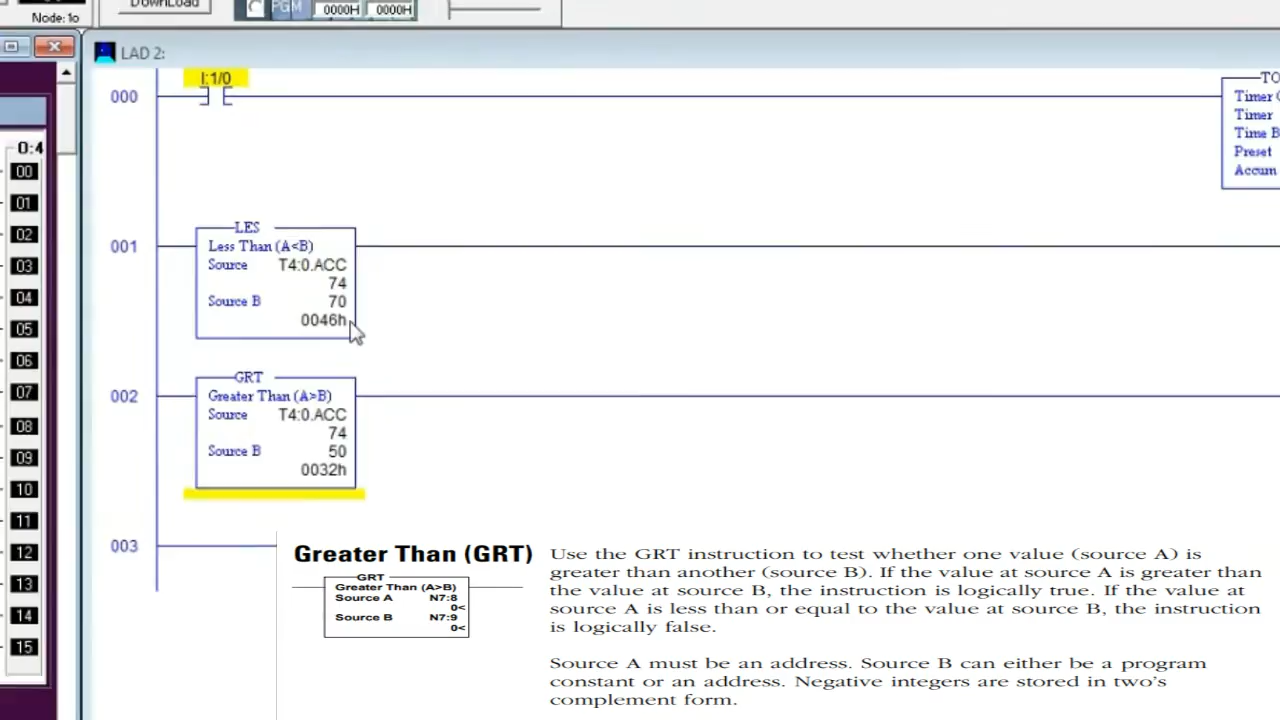 DownLoad
PGM
0000H
0000H
Node: 1o
LAD 2:
I:1/0
000
TO
Timer
Timer
Time B
Preset
Accum
O:4
00
01
02
03
04
05
06
07
08
09
10
11
12
13
14
15
001
LES
Less Than (A<B)
Source T4:0.ACC
74
Source B 70
0046h
002
GRT
Greater Than (A>B)
Source T4:0.ACC
74
Source B 50
0032h
003
Greater Than (GRT)
GRT
Greater Than (A>B)
Source A N7:8
0<
Source B N7:9
0<
Use the GRT instruction to test whether one value (source A) is
greater than another (source B). If the value at source A is greater than
the value at source B, the instruction is logically true. If the value at
source A is less than or equal to the value at source B, the instruction
is logically false.
Source A must be an address. Source B can either be a program
constant or an address. Negative integers are stored in two's
complement form.